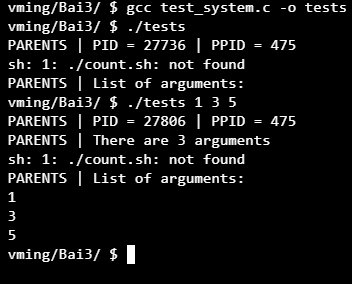 vming/Bai3/ $ gcc test_system.c -o tests
vming/Bai3/ $ ./tests
PARENTS | PID = 27736 | PPID = 475
sh: 1: ./count.sh: not found
PARENTS | List of arguments:
vming/Bai3/ $ ./tests 1 3 5
PARENTS | PID = 27806 | PPID = 475
PARENTS | There are 3 arguments
sh: 1: ./count.sh: not found
PARENTS | List of arguments:
1
3
5
vming/Bai3/ $